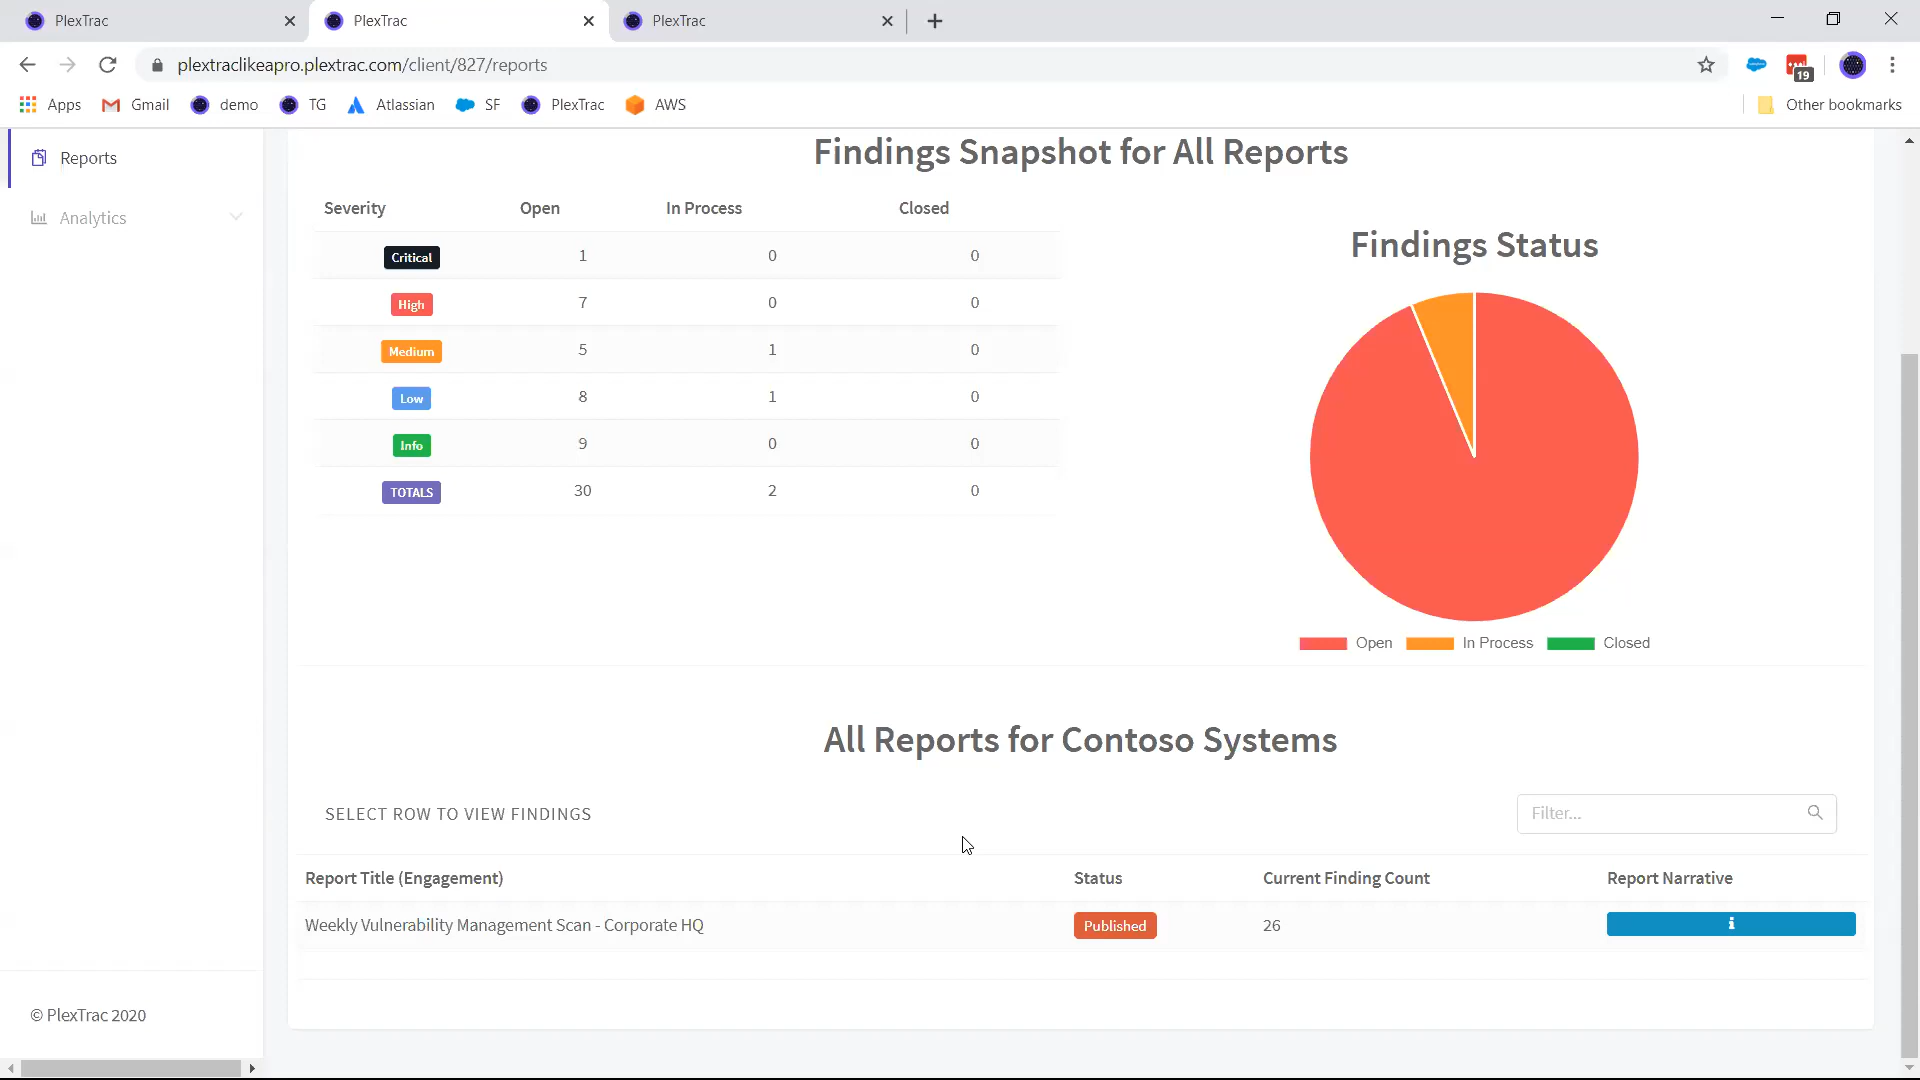 PlexTrac
PlexTrac
PlexTrac
plextraclikeapro.plextrac.com/client/827/reports
19
Apps
Gmail
demo
TG
Atlassian
SF
PlexTrac
AWS
Other bookmarks
Reports
Analytics
Findings Snapshot for All Reports
Severity Open In Process Closed
Critical 1 0 0
High 7 0 0
Medium 5 1 0
Low 8 1 0
Info 9 0 0
TOTALS 30 2 0
Findings Status
Open In Process Closed
All Reports for Contoso Systems
SELECT ROW TO VIEW FINDINGS
Filter...
Report Title (Engagement) Status Current Finding Count Report Narrative
Weekly Vulnerability Management Scan - Corporate HQ Published 26 i
© PlexTrac 2020